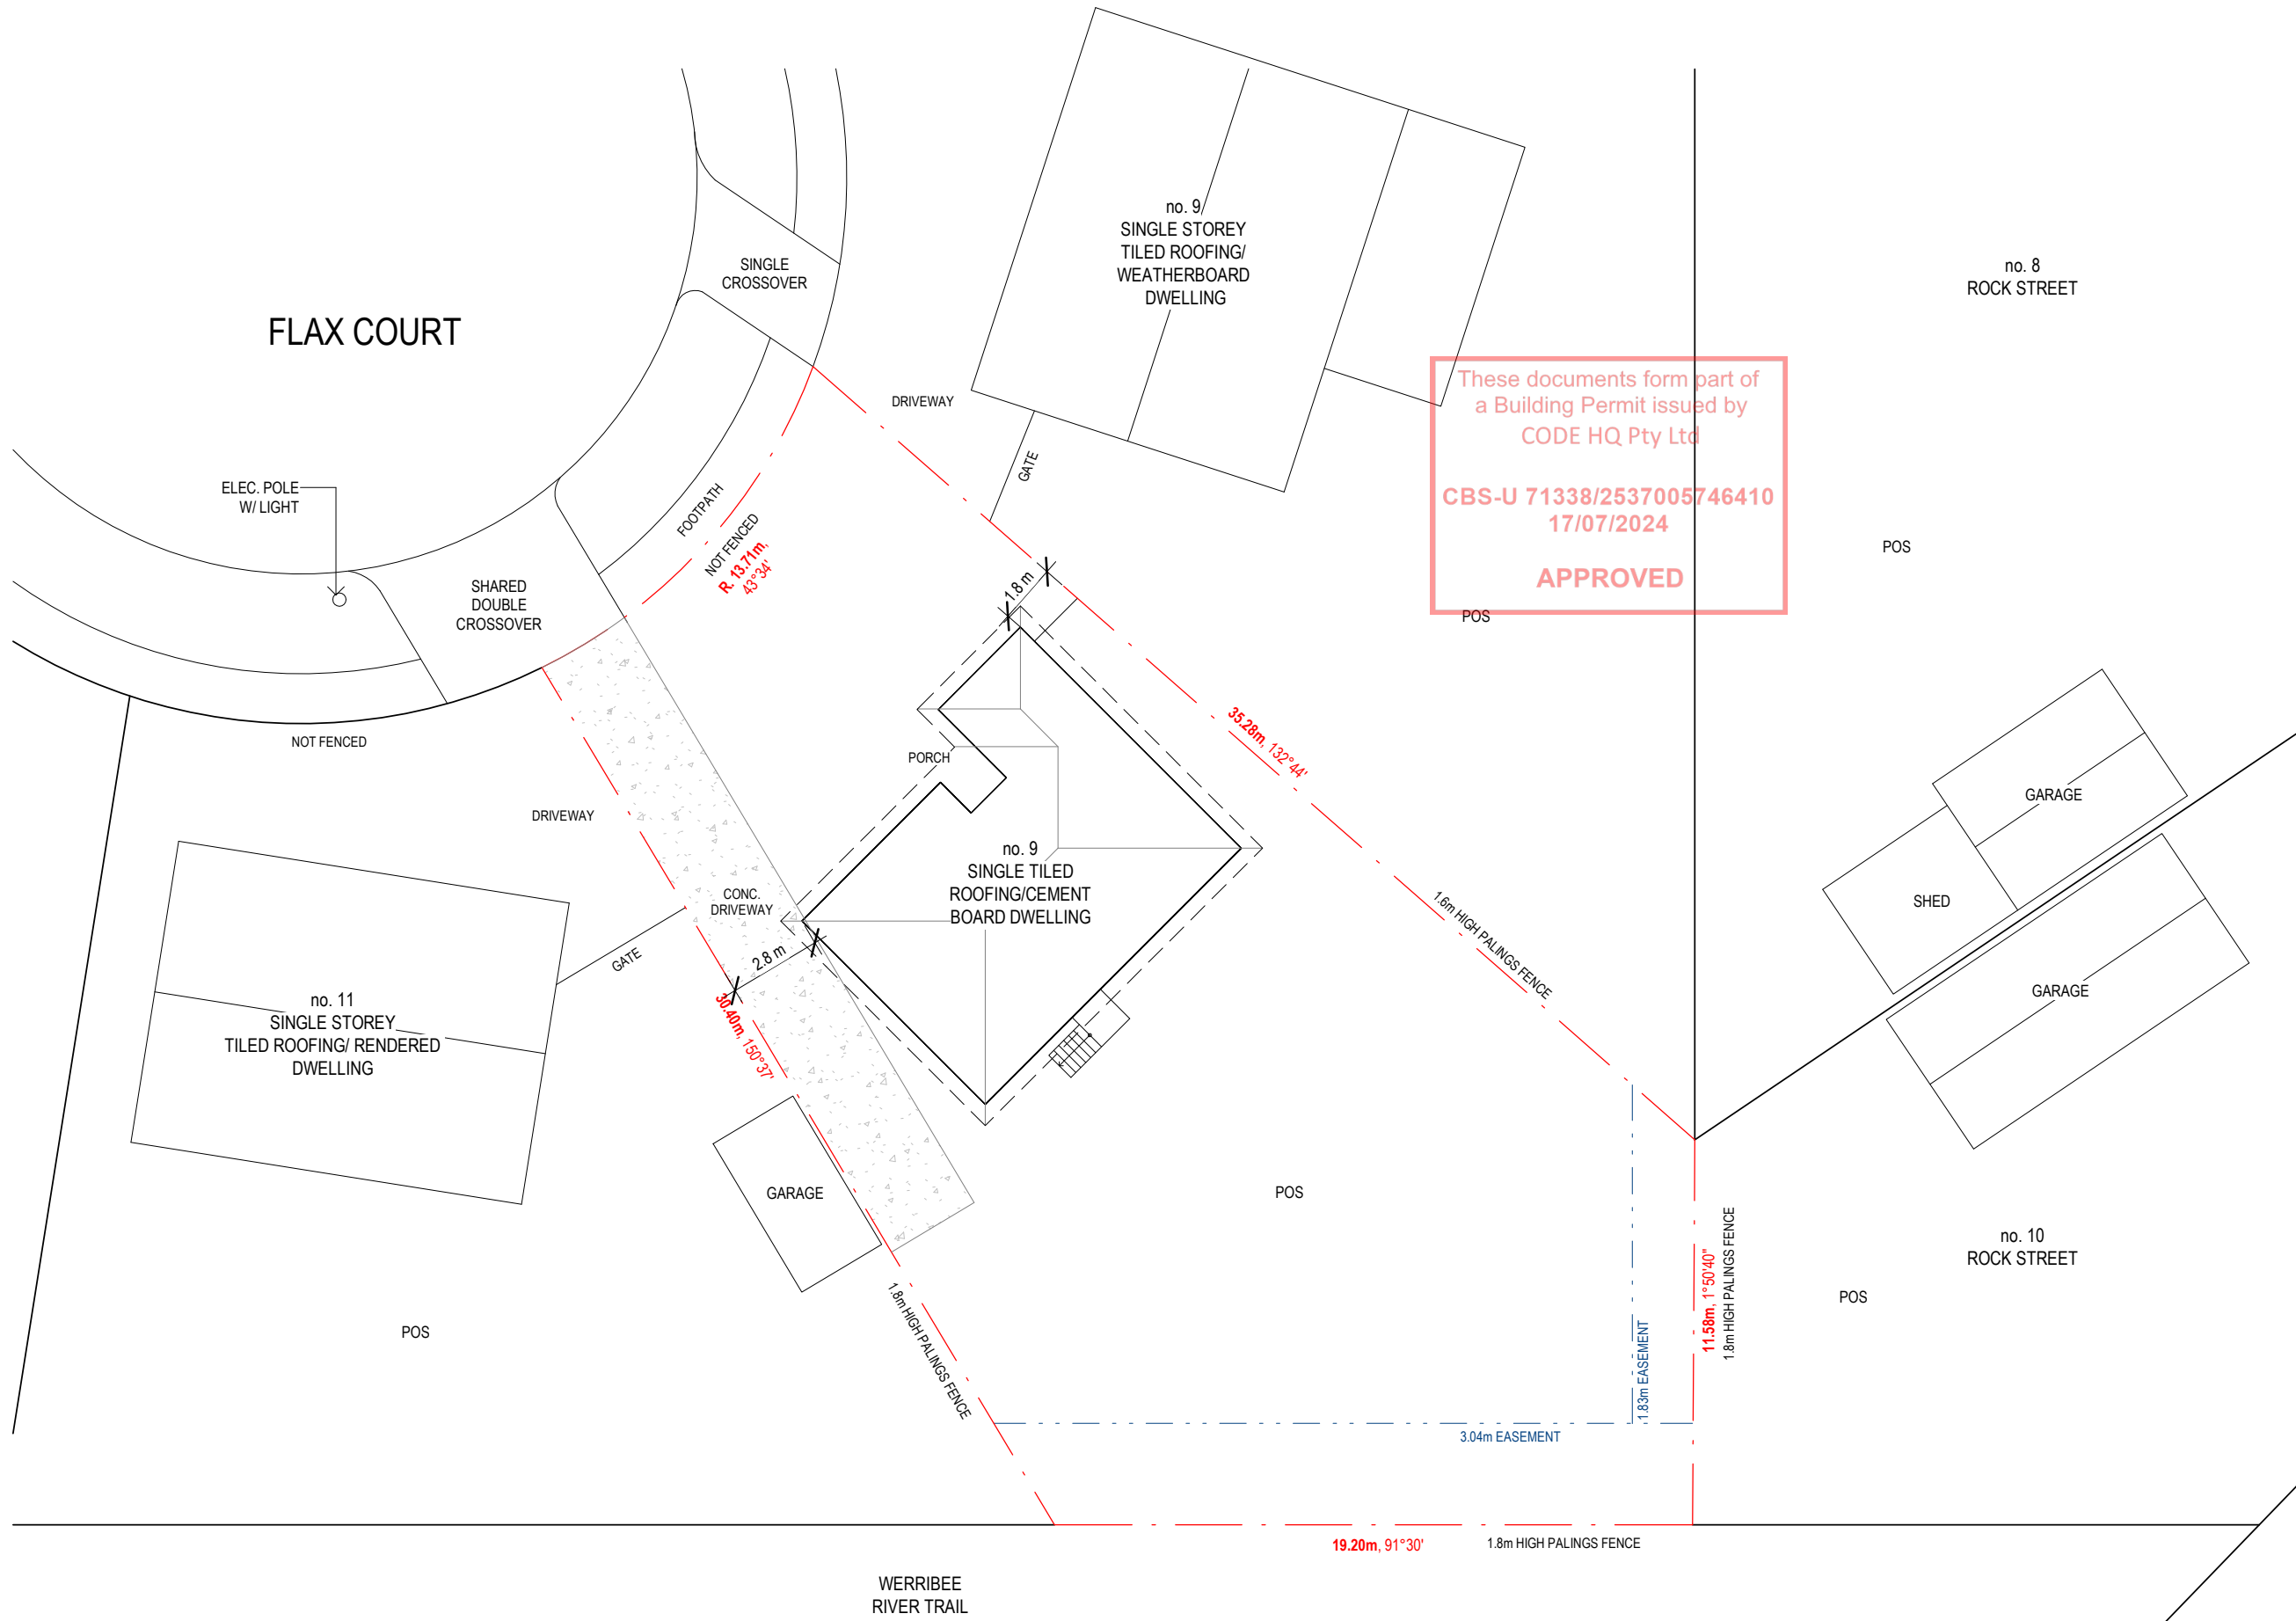 no. 9
SINGLE STOREY
TILED ROOFING/
WEATHERBOARD
DWELLING
SINGLE
CROSSOVER
no. 8
ROCK STREET
FLAX COURT
These documents form part of
a Building Permit issued by
CODE HQ Pty Ltd
CBS-U 71338/2537005746410
17/07/2024
APPROVED
DRIVEWAY
GATE
ELEC. POLE
W/ LIGHT
FOOTPATH
NOT FENCED
R. 13.71m,
43°34'
POS
POS
SHARED
DOUBLE
CROSSOVER
1.8 m
NOT FENCED
35.28m, 132°44'
PORCH
DRIVEWAY
GARAGE
no. 9
SINGLE TILED
ROOFING/CEMENT
BOARD DWELLING
CONC.
DRIVEWAY
SHED
1.6m HIGH PALINGS FENCE
GATE
2.8 m
GARAGE
no. 11
SINGLE STOREY
TILED ROOFING/ RENDERED
DWELLING
30.40m, 150°37'
GARAGE
POS
no. 10
ROCK STREET
11.58m, 1°50'40"
1.8m HIGH PALINGS FENCE
POS
POS
1.8m HIGH PALINGS FENCE
1.83m EASEMENT
3.04m EASEMENT
19.20m, 91°30'
1.8m HIGH PALINGS FENCE
WERRIBEE
RIVER TRAIL